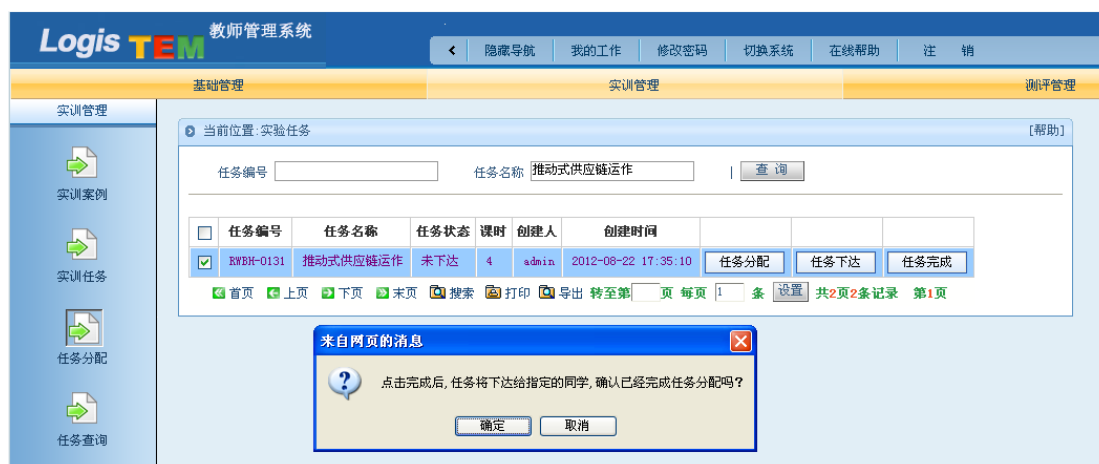 Logis TEM 教师管理系统
隐藏导航 我的工作 修改密码 切换系统 在线帮助 注 销
基础管理 实训管理 测评管理
实训管理
当前位置:实验任务 [帮助]
任务编号 任务名称 推动式供应链运作 | 查 询
实训案例
任务编号 任务名称 任务状态 课时 创建人 创建时间
RWBH-0131 推动式供应链运作 未下达 4 admin 2012-08-22 17:35:10 任务分配 任务下达 任务完成
实训任务
首页 上页 下页 末页 搜索 打印 导出 转至第 页 每页 1 条 设置 共2页2条记录 第1页
来自网页的消息
点击完成后,任务将下达给指定的同学,确认已经完成任务分配吗?
确定 取消
任务分配
任务查询